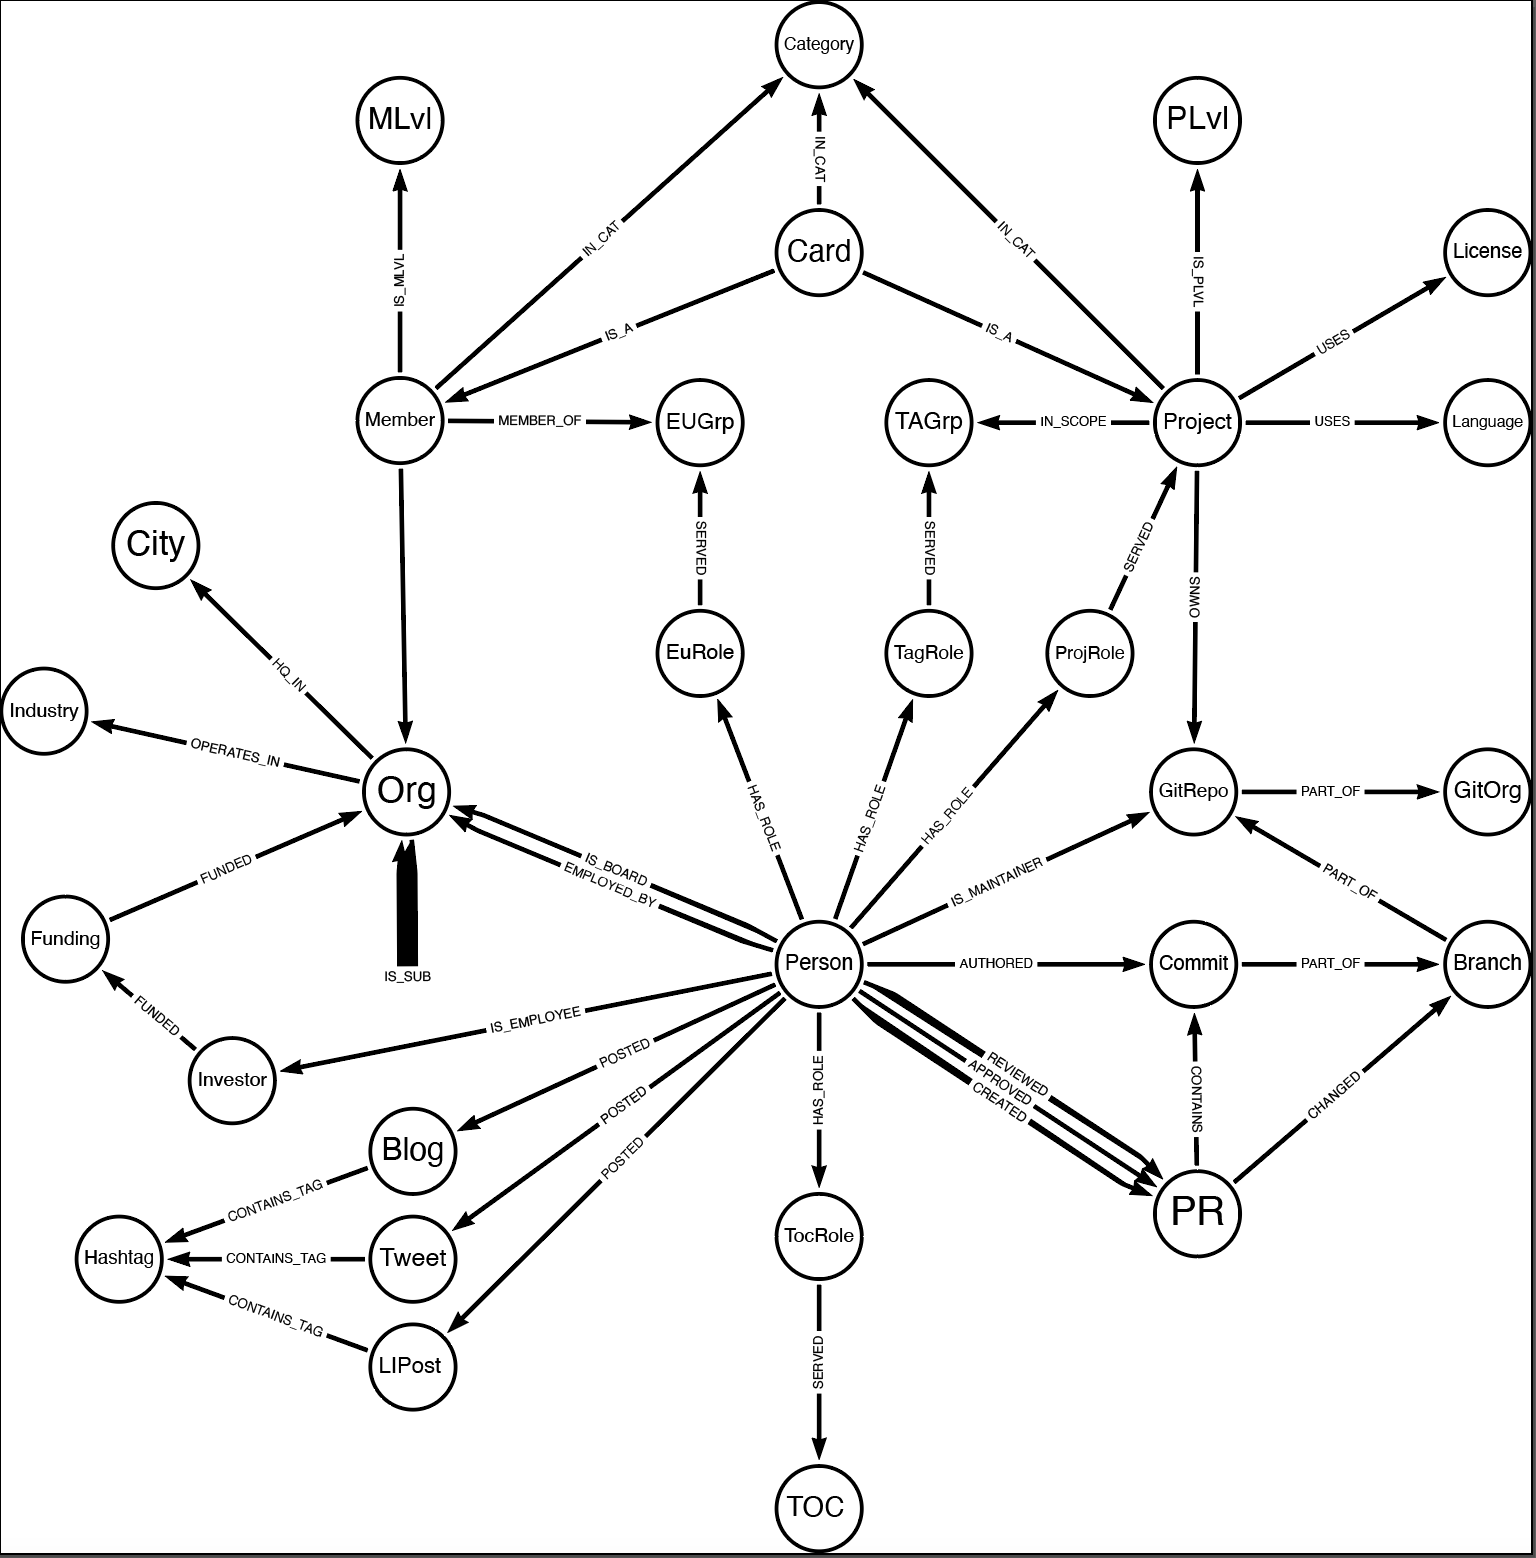 Category
MLvl
PLvl
IN_CAT
IN_CAT
IN_CAT
Card
License
IS_MLVL
IS_PLVL
IS_A
IS_A
USES
Member
MEMBER_OF
EUGrp
TAGrp
IN_SCOPE
Project
USES
Language
City
SERVED
SERVED
SERVED
OWNS
EuRole
TagRole
ProjRole
HQ_IN
Industry
OPERATES_IN
Org
HAS_ROLE
HAS_ROLE
HAS_ROLE
GitRepo
PART_OF
GitOrg
FUNDED
IS_BOARD
EMPLOYED_BY
IS_MAINTAINER
PART_OF
Funding
IS_SUB
Person
AUTHORED
Commit
PART_OF
Branch
FUNDED
IS_EMPLOYEE
Investor
POSTED
POSTED
POSTED
HAS_ROLE
REVIEWED
APPROVED
CREATED
CONTAINS
CHANGED
Blog
CONTAINS_TAG
PR
Hashtag
CONTAINS_TAG
Tweet
TocRole
CONTAINS_TAG
LIPost
SERVED
TOC